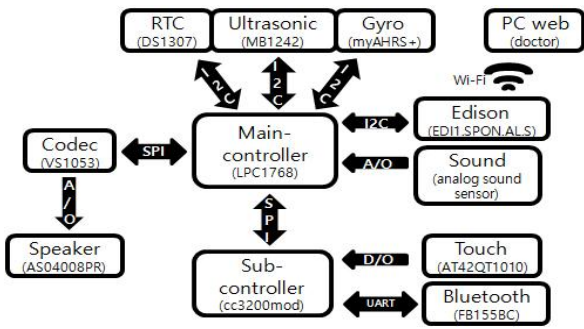 RTC
(DS1307)
Ultrasonic
(MB1242)
Gyro
(myAHRS+)
PC web
(doctor)
I2C
I2C
I2C
Wi-Fi
Codec
(VS1053)
SPI
Main-
controller
(LPC1768)
I2C
Edison
(EDI1.SPON.AL.S)
A/O
Sound
(analog sound
sensor)
A/O
SPI
Speaker
(AS04008PR)
Sub-
controller
(cc3200mod)
D/O
Touch
(AT42QT1010)
UART
Bluetooth
(FB155BC)